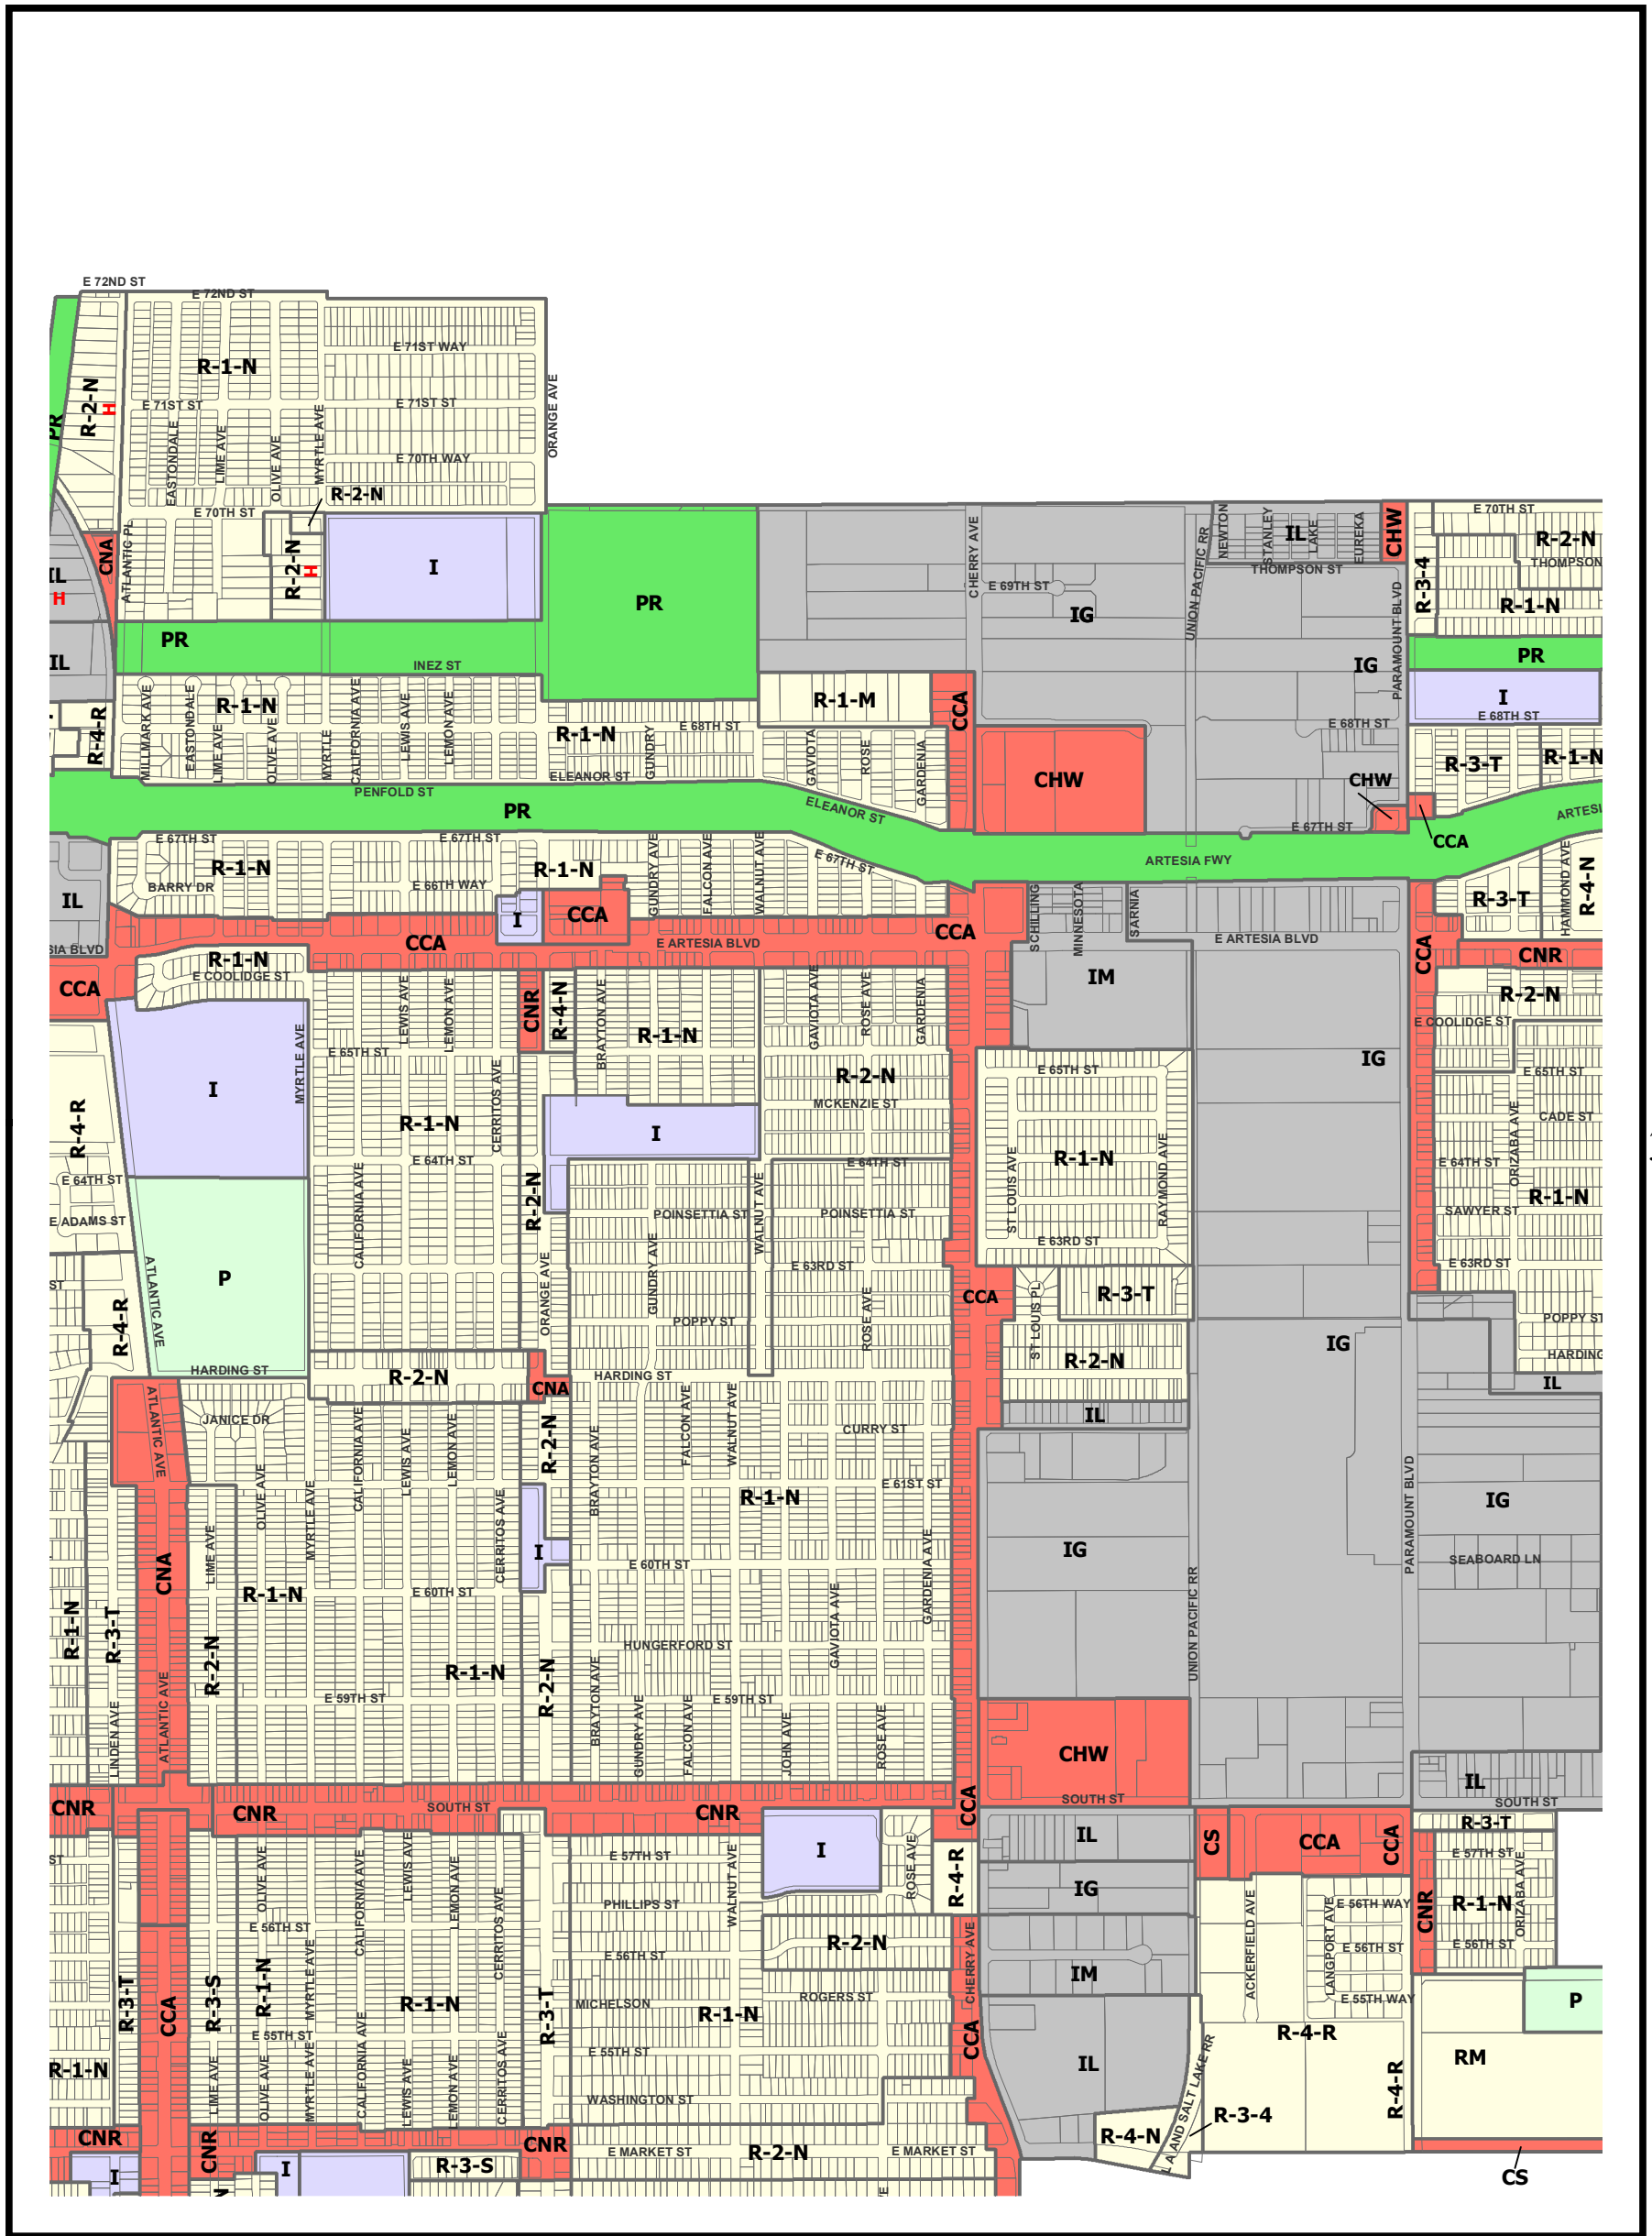 E 72ND ST
E 72ND ST
R-1-N
E 71ST WAY
R-2-N
H
PR
E 71ST ST
E 71ST ST
ORANGE AVE
EASTONDALE
LIME AVE
OLIVE AVE
MYRTLE AVE
E 70TH WAY
R-2-N
E 70TH ST
CNA
ATLANTIC PL
R-2-N
H
I
PR
IL
H
IL
PR
INEZ ST
CHERRY AVE
E 69TH ST
IG
UNION PACIFIC RR
NEWTON
STANLEY
IL
LAKE
EUREKA
CHW
THOMPSON ST
PARAMOUNT BLVD
IG
R-3-4
E 70TH ST
R-2-N
THOMPSON
R-1-N
PR
I
E 68TH ST
R-4-R
MILLMARK AVE
EASTONDALE
R-1-N
LIME AVE
OLIVE AVE
MYRTLE
CALIFORNIA AVE
LEWIS AVE
LEMON AVE
R-1-N
E 68TH ST
GUNDRY
ELEANOR ST
R-1-M
CCA
GAVIOTA
ROSE
GARDENIA
CHW
E 68TH ST
CHW
R-3-T
R-1-N
PENFOLD ST
PR
ELEANOR ST
E 67TH ST
CCA
ARTESI
ARTESIA FWY
E 67TH ST
E 67TH ST
R-1-N
BARRY DR
E 66TH WAY
R-1-N
GUNDRY AVE
FALCON AVE
WALNUT AVE
E 67TH ST
IL
I
CCA
CCA
E ARTESIA BLVD
CCA
SCHILLING
MINNESOTA
SARNIA
E ARTESIA BLVD
CCA
R-3-T
HAMMOND AVE
R-4-N
CNR
SIA BLVD
CCA
R-1-N
E COOLIDGE ST
IM
R-2-N
E COOLIDGE ST
I
MYRTLE AVE
LEWIS AVE
LEMON AVE
E 65TH ST
CNR
R-4-N
BRAYTON AVE
R-1-N
GAVIOTA AVE
ROSE AVE
GARDENIA
R-2-N
MCKENZIE ST
E 65TH ST
IG
E 65TH ST
CADE ST
R-4-R
R-1-N
CERRITOS AVE
I
E 64TH ST
E 64TH ST
E 64TH ST
R-1-N
ST LOUIS AVE
RAYMOND AVE
E 64TH ST
ORIZABA AVE
R-1-N
E ADAMS ST
CALIFORNIA AVE
R-2-N
POINSETTIA ST
WALNUT AVE
POINSETTIA ST
SAWYER ST
P
GUNDRY AVE
E 63RD ST
E 63RD ST
E 63RD ST
ATLANTIC AVE
ORANGE AVE
CCA
R-3-T
ST
R-4-R
POPPY ST
ROSE AVE
ST LOUIS PL
IG
POPPY ST
HARDING ST
R-2-N
CNA
HARDING ST
R-2-N
HARDING
IL
ATLANTIC AVE
JANICE DR
CALIFORNIA AVE
LEWIS AVE
LEMON AVE
R-2-N
BRAYTON AVE
FALCON AVE
WALNUT AVE
CURRY ST
IL
OLIVE AVE
MYRTLE AVE
E 61ST ST
R-1-N
PARAMOUNT BLVD
IG
CNA
LIME AVE
CERRITOS AVE
I
E 60TH ST
IG
SEABOARD LN
R-1-N
E 60TH ST
GARDENIA AVE
R-1-N
R-3-T
R-2-N
R-1-N
R-2-N
HUNGERFORD ST
GAVIOTA AVE
UNION PACIFIC RR
E 59TH ST
E 59TH ST
LINDEN AVE
ATLANTIC AVE
BRAYTON AVE
GUNDRY AVE
FALCON AVE
JOHN AVE
ROSE AVE
CHW
IL
CNR
CNR
SOUTH ST
CNR
CCA
SOUTH ST
SOUTH ST
ST
OLIVE AVE
CALIFORNIA AVE
LEWIS AVE
LEMON AVE
CERRITOS AVE
E 57TH ST
I
ROSE AVE
R-4-R
IL
CS
CCA
CCA
R-3-T
E 57TH ST
PHILLIPS ST
WALNUT AVE
IG
ACKERFIELD AVE
LANGPORT AVE
E 56TH WAY
CNR
R-1-N
ORIZABA AVE
E 56TH ST
E 56TH ST
R-2-N
E 56TH ST
E 56TH ST
R-3-T
CCA
R-3-S
R-1-N
MYRTLE AVE
R-1-N
R-3-T
MICHELSON
R-1-N
ROGERS ST
CHERRY AVE
IM
E 55TH WAY
P
E 55TH ST
CALIFORNIA AVE
E 55TH ST
CCA
IL
R-4-R
RM
R-1-N
LIME AVE
OLIVE AVE
MYRTLE AVE
LEWIS AVE
LEMON AVE
CERRITOS AVE
WASHINGTON ST
L A AND SALT LAKE RR
R-4-R
R-3-4
CNR
CNR
CNR
E MARKET ST
R-2-N
E MARKET ST
R-4-N
I
I
R-3-S
CS